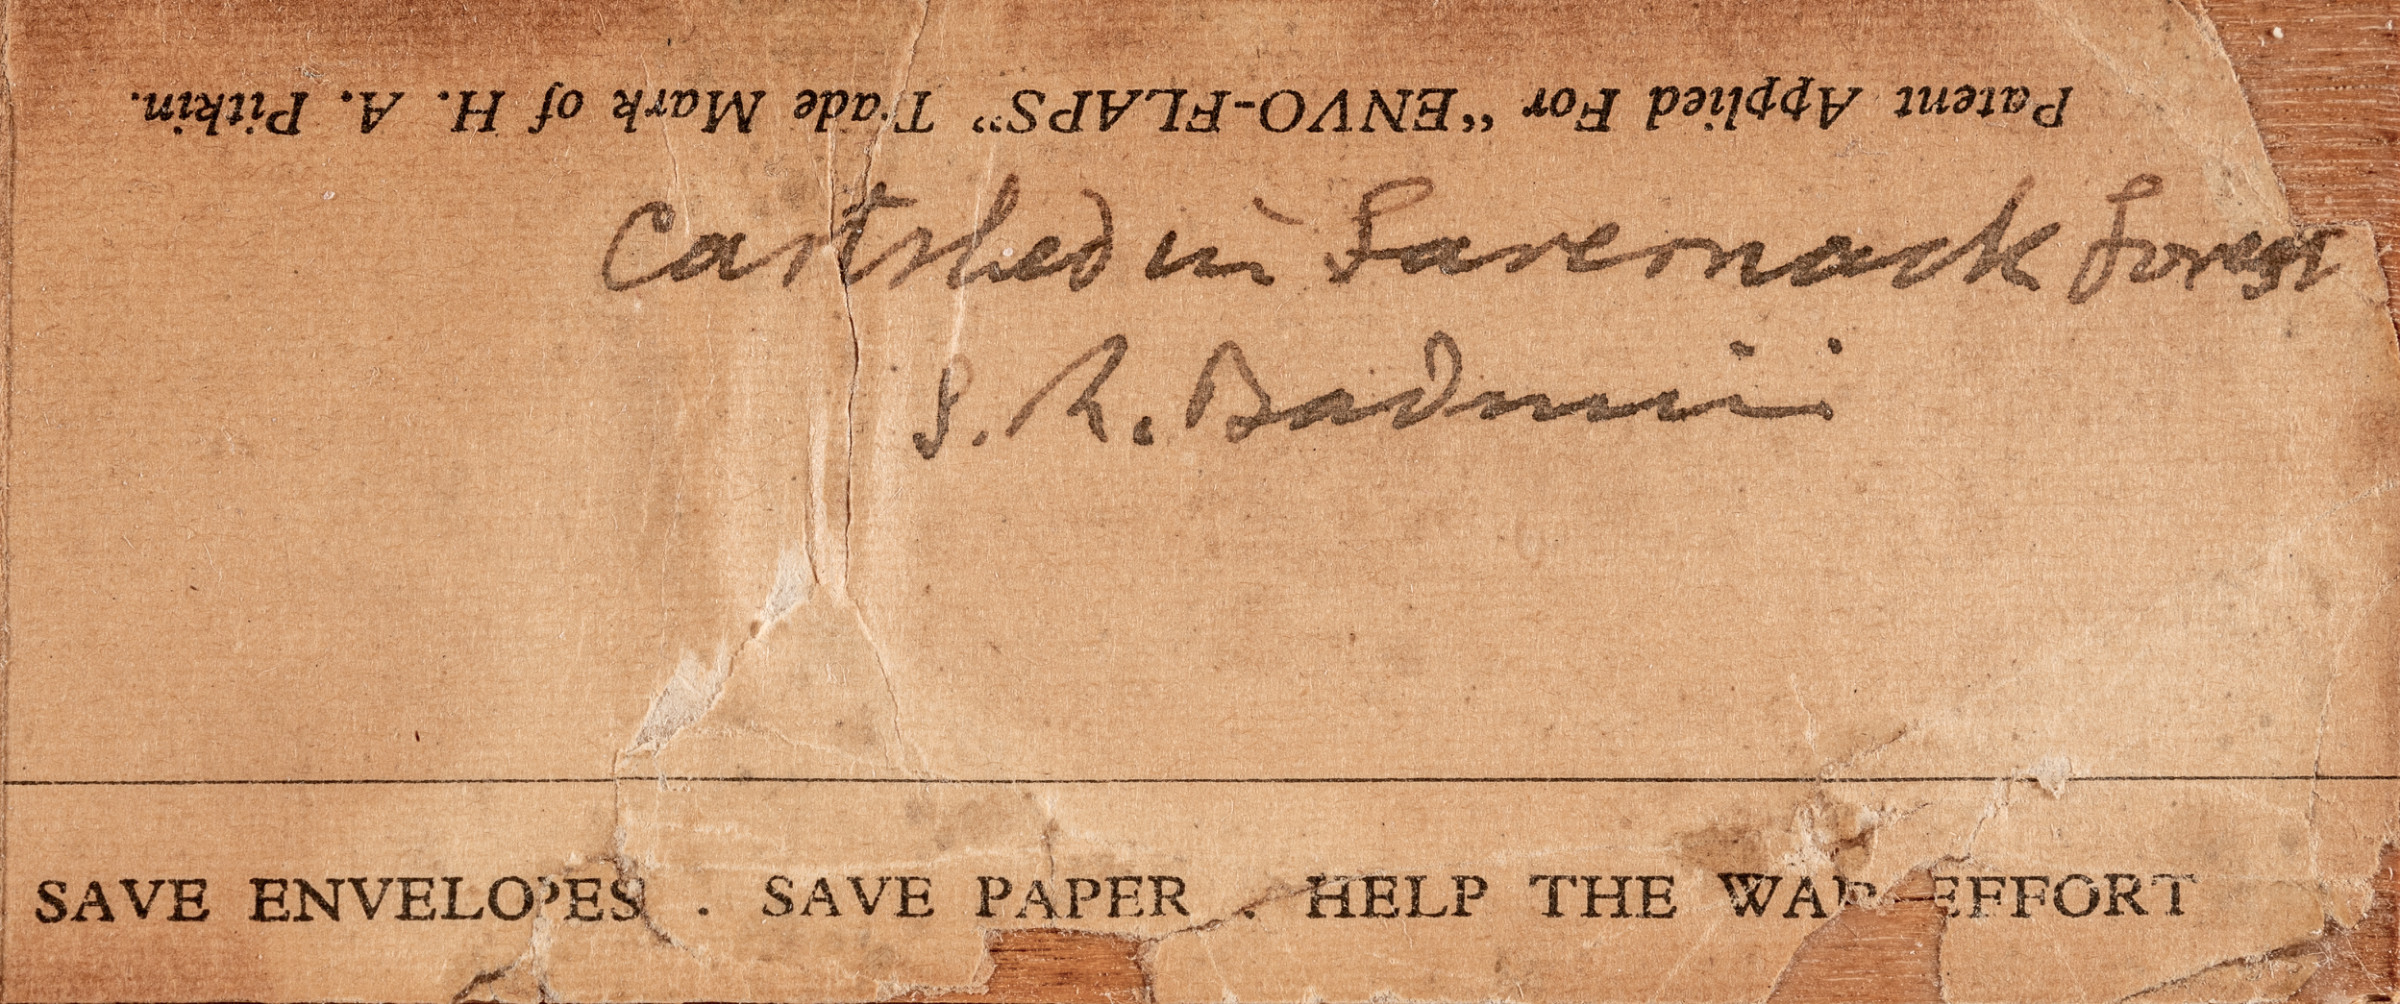 Patent Applied For "ENVO-FLAPS" Trade Mark of H. A. Pitkin.
Cartshed in Savernack Forest
S. R. Badmin.
SAVE ENVELOPES . SAVE PAPER . HELP THE WAR EFFORT